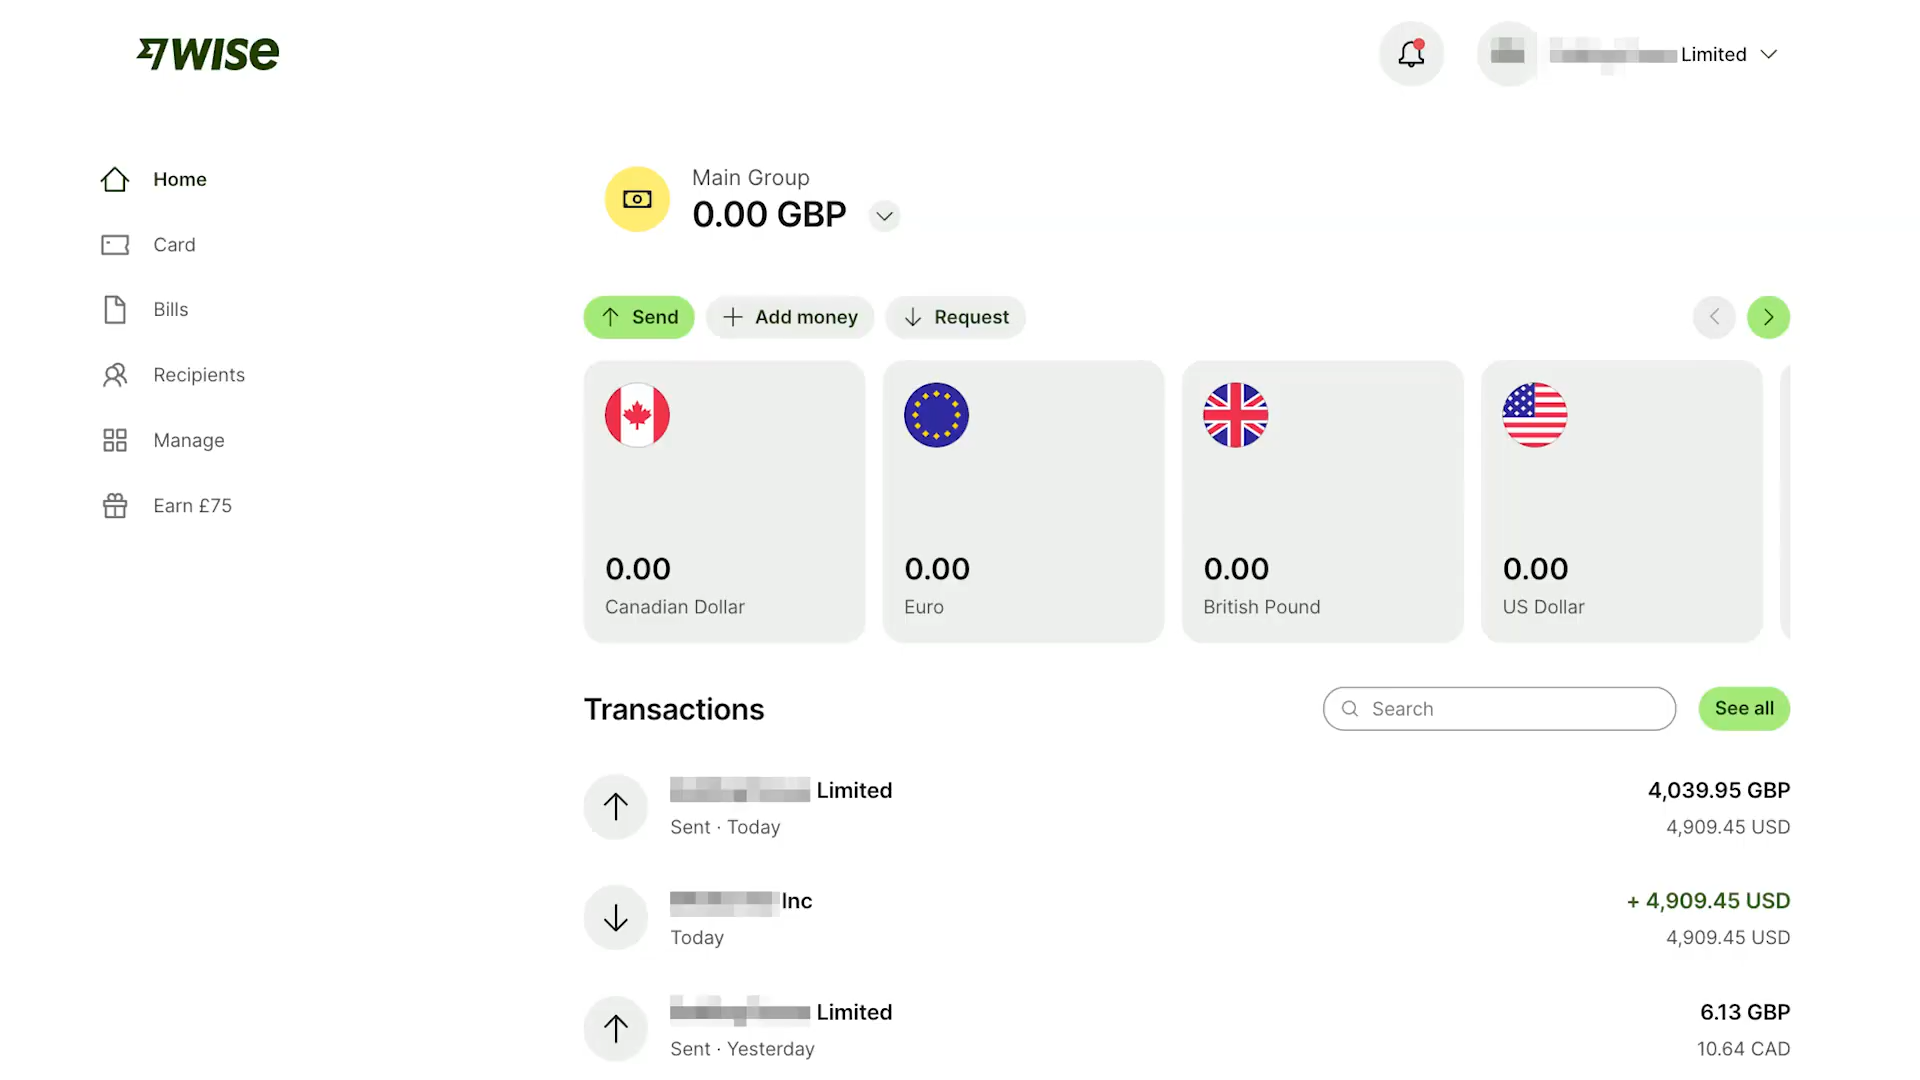 WISE
Limited
Home
Card
Bills
Recipients
Manage
Earn £75
Main Group
0.00 GBP
Send
Add money
Request
0.00
Canadian Dollar
0.00
Euro
0.00
British Pound
0.00
US Dollar
Transactions
Search
See all
Limited
4,039.95 GBP
Sent · Today
4,909.45 USD
Inc
+ 4,909.45 USD
Today
4,909.45 USD
Limited
6.13 GBP
Sent · Yesterday
10.64 CAD